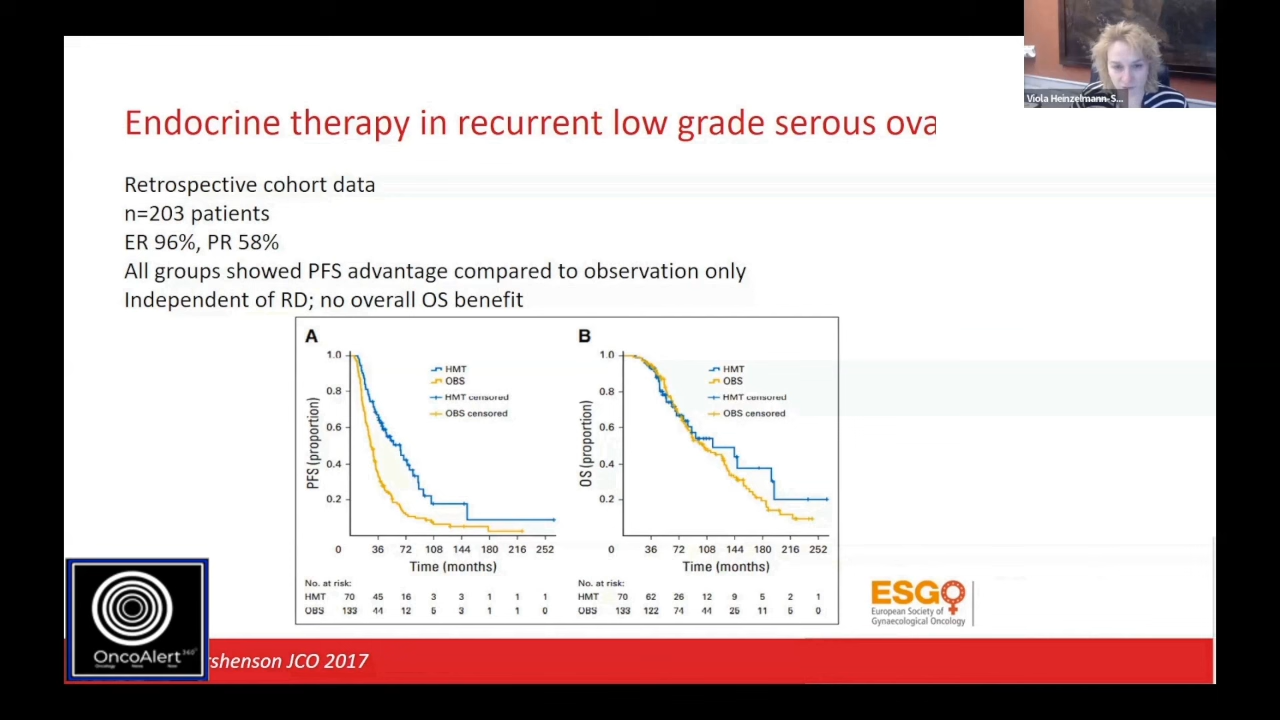 Viola Heinzelmann-S...
Endocrine therapy in recurrent low grade serous ova
Retrospective cohort data
n=203 patients
ER 96%, PR 58%
All groups showed PFS advantage compared to observation only
Independent of RD; no overall OS benefit
A
1.0
0.8
0.6
0.4
0.2
PFS (proportion)
HMT
OBS
HMT censored
OBS censored
0 36 72 108 144 180 216 252
Time (months)
No. at risk:
HMT 70 45 16 3 3 1 1 1
OBS 133 44 12 6 3 1 1 0
B
1.0
0.8
0.6
0.4
0.2
OS (proportion)
HMT
OBS
HMT censored
OBS censored
0 36 72 108 144 180 216 252
Time (months)
No. at risk:
HMT 70 62 26 12 9 5 2 1
OBS 133 122 74 44 25 11 5 0
ESGO
European Society of
Gynaecological Oncology
OncoAlert 360°
rshenson JCO 2017